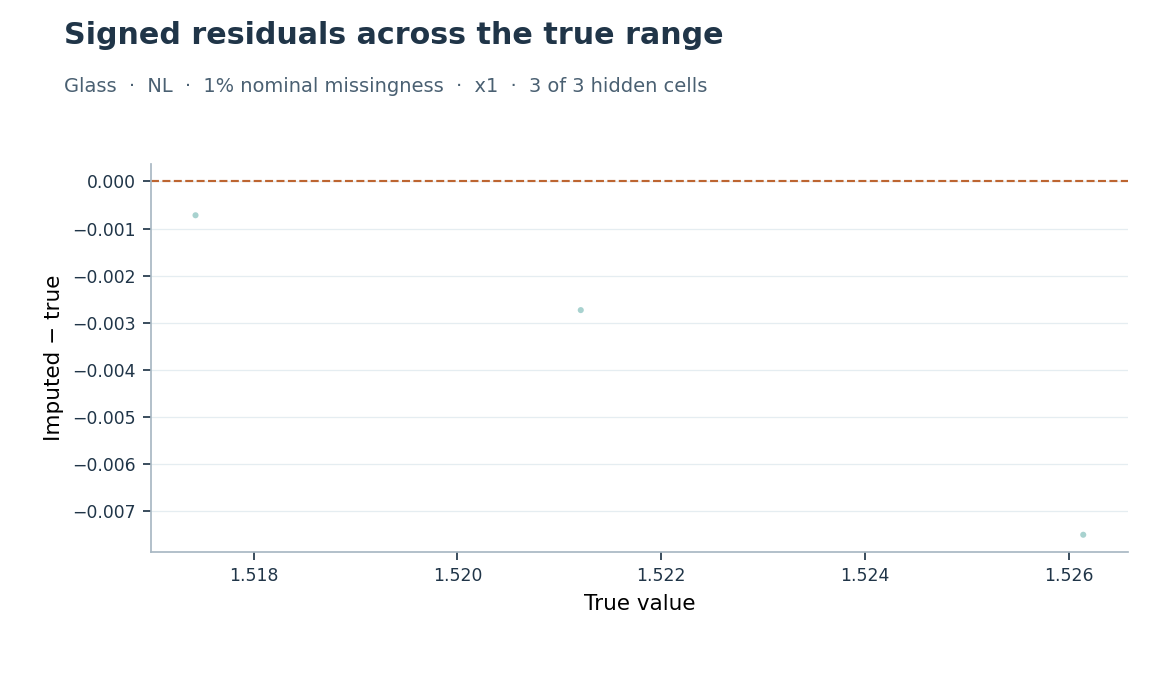 Signed residuals across the true range
Glass · NL · 1% nominal missingness · x1 · 3 of 3 hidden cells
Imputed − true
0.000
−0.001
−0.002
−0.003
−0.004
−0.005
−0.006
−0.007
1.518 1.520 1.522 1.524 1.526
True value